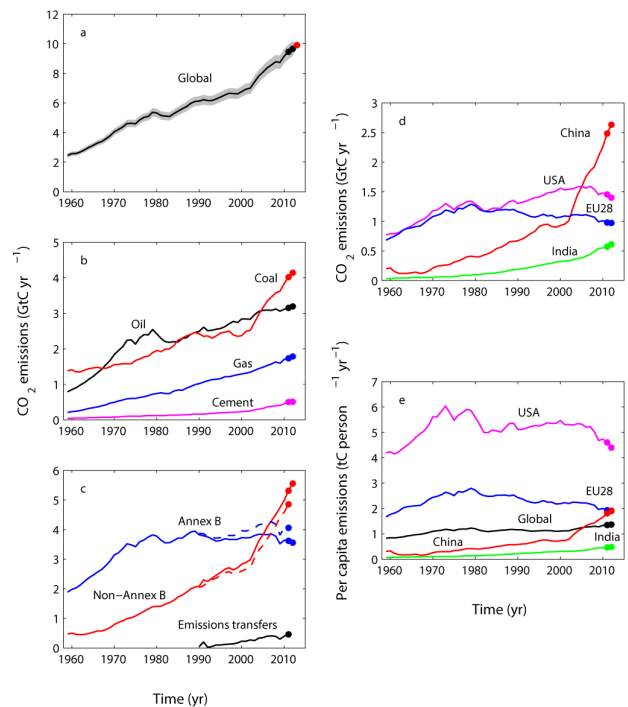 a
Global
12
10
8
6
4
2
0
1960 1970 1980 1990 2000 2010
CO2 emissions (GtC yr −1)
b
Coal
Oil
Gas
Cement
5
4
3
2
1
0
1960 1970 1980 1990 2000 2010
c
Annex B
Non−Annex B
Emissions transfers
6
5
4
3
2
1
0
1960 1970 1980 1990 2000 2010
Time (yr)
d
China
USA
EU28
India
3
2.5
2
1.5
1
0.5
0
1960 1970 1980 1990 2000 2010
CO2 emissions (GtC yr −1)
e
USA
EU28
Global
China
India
7
6
5
4
3
2
1
0
1960 1970 1980 1990 2000 2010
Per capita emissions (tC person −1 yr−1)
Time (yr)